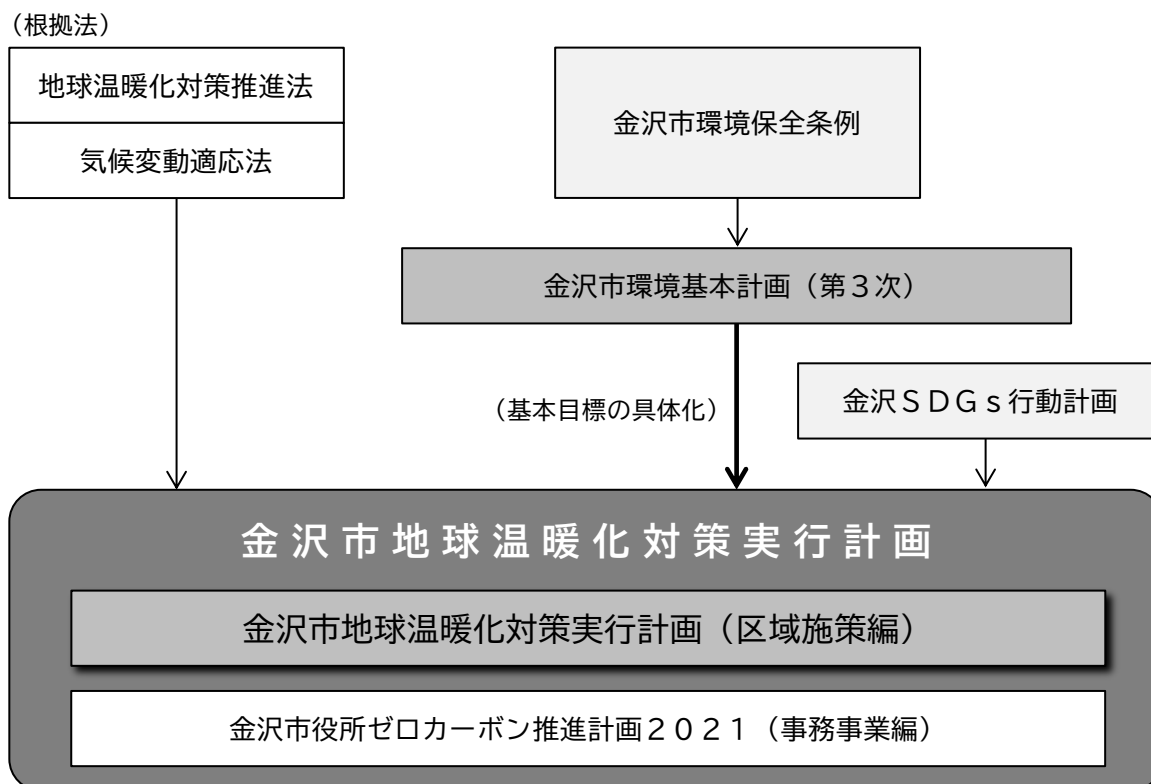 （根拠法）
地球温暖化対策推進法
気候変動適応法
金沢市環境保全条例
金沢市環境基本計画（第３次）
（基本目標の具体化）
金沢ＳＤＧｓ行動計画
金沢市地球温暖化対策実行計画
金沢市地球温暖化対策実行計画（区域施策編）
金沢市役所ゼロカーボン推進計画２０２１（事務事業編）